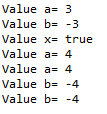 Value a= 3
Value b= -3
Value x= true
Value a= 4
Value a= 4
Value b= -4
Value b= -4